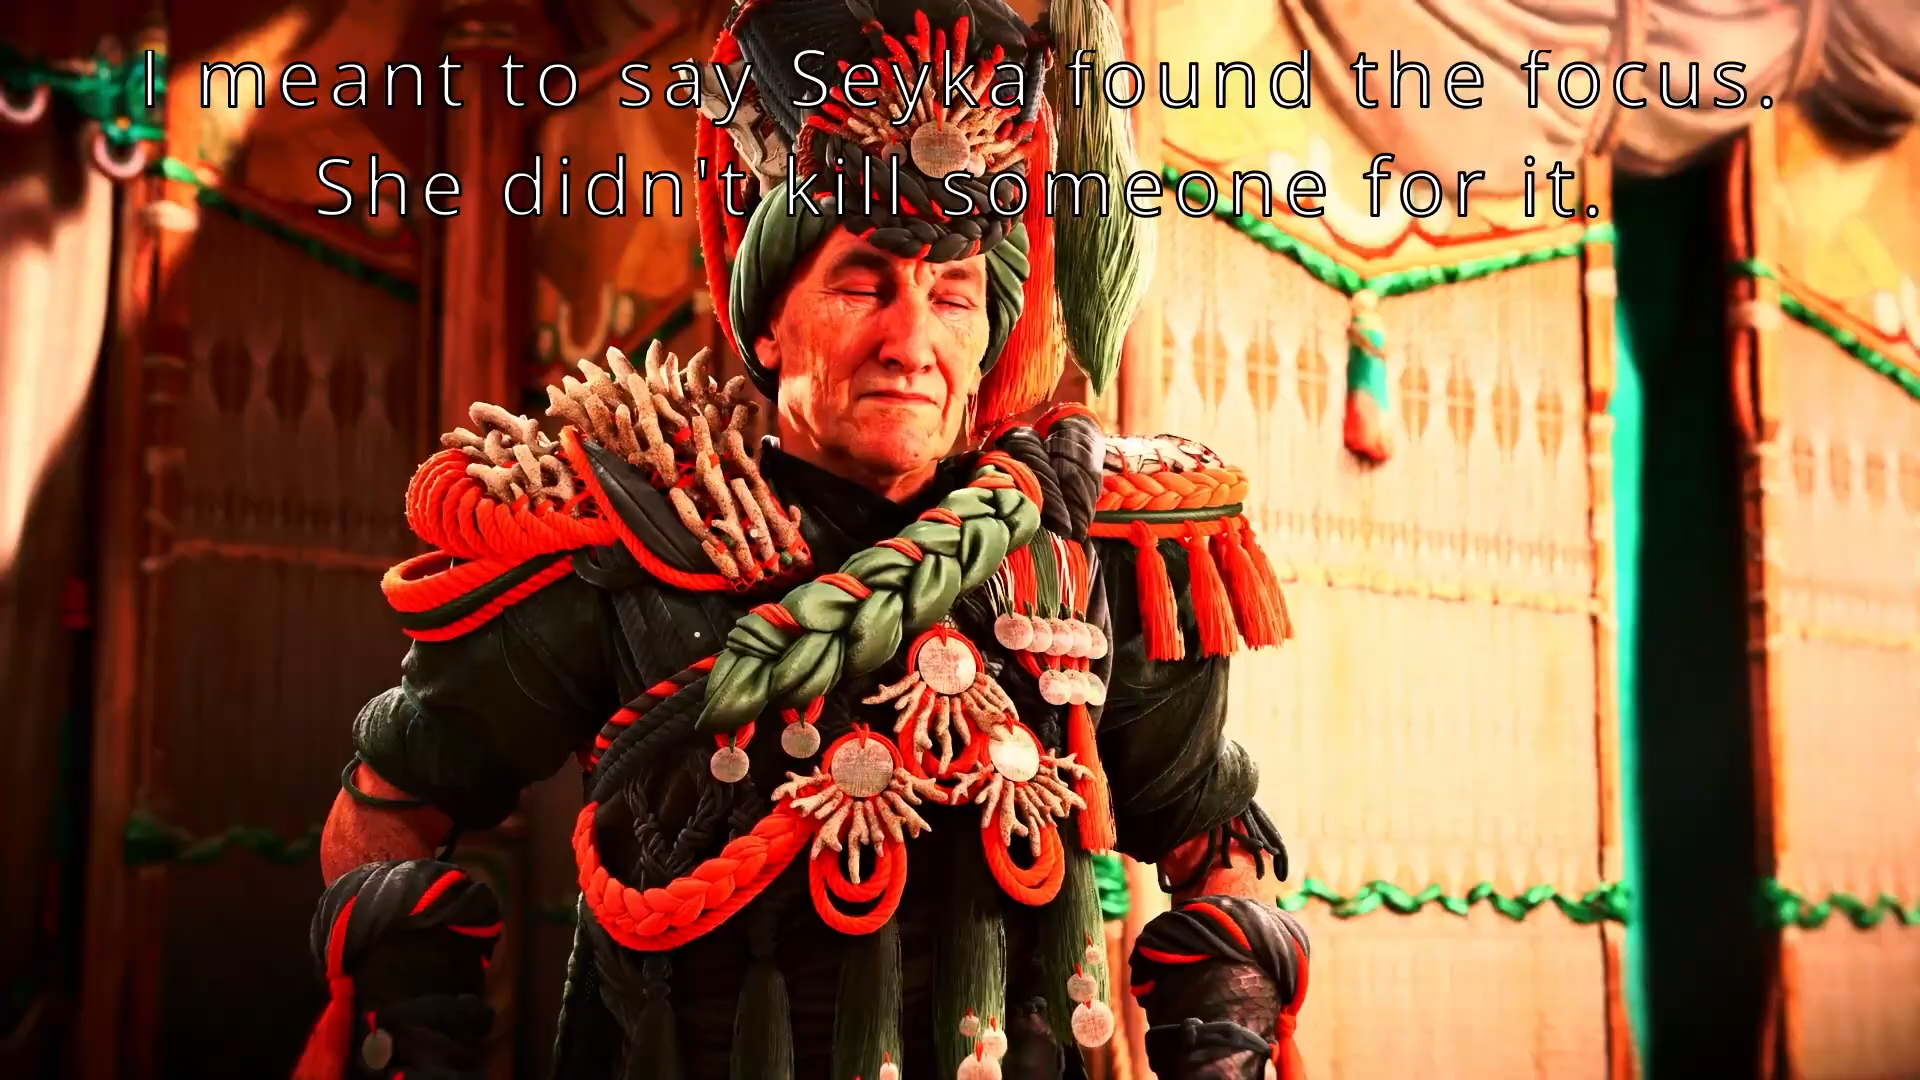 I meant to say Seyka found the focus.
She didn't kill someone for it.